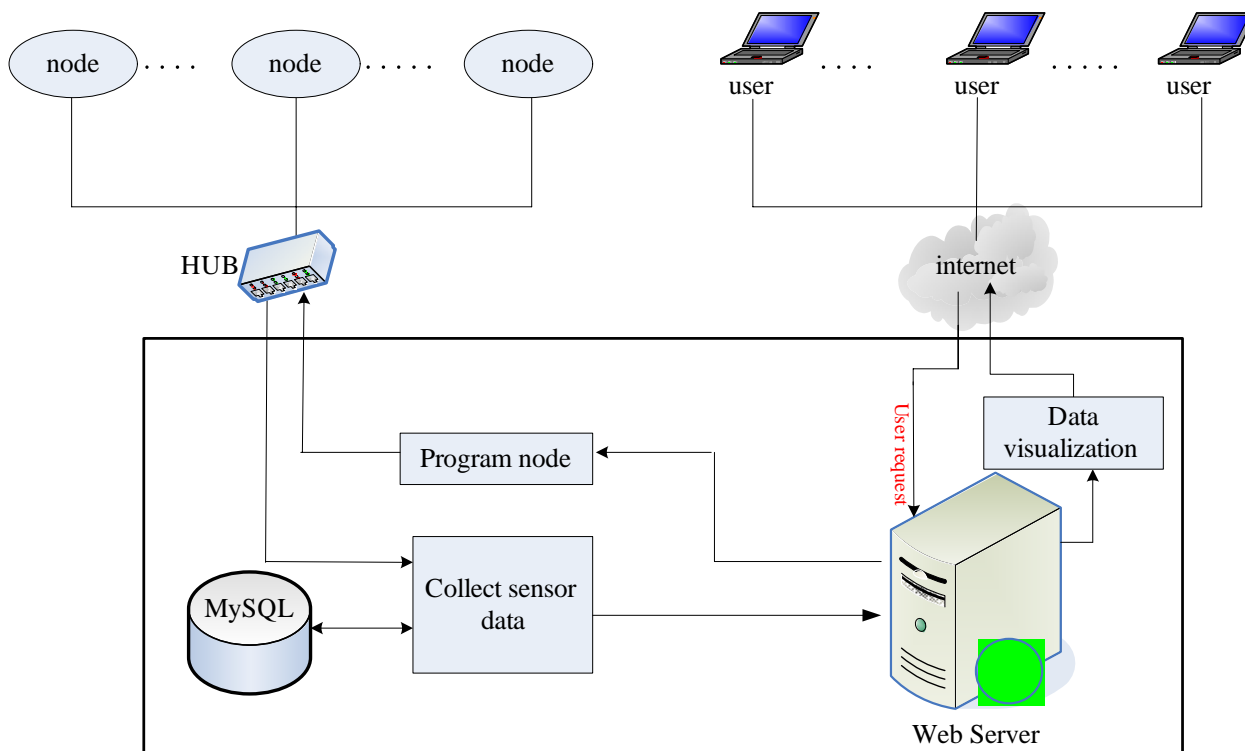 node
node
node
user
user
user
HUB
internet
User request
Data
visualization
Program node
Collect sensor
data
MySQL
Web Server